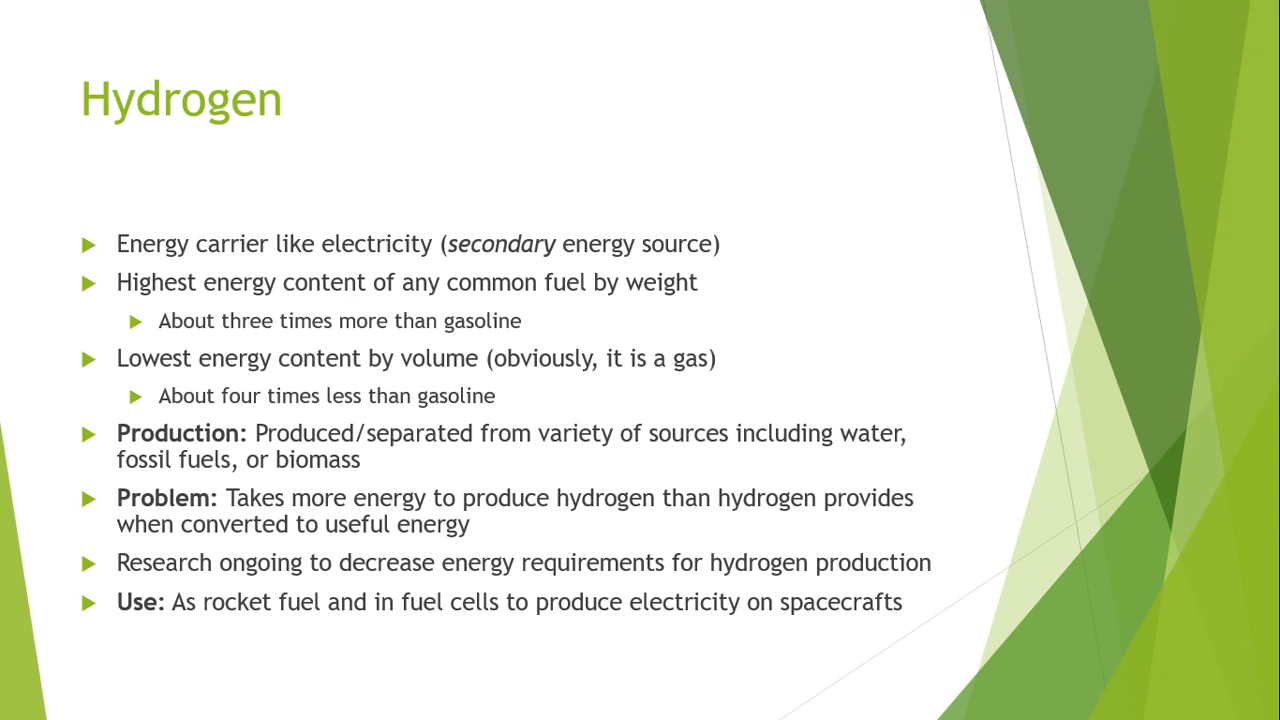 Hydrogen
Energy carrier like electricity (secondary energy source)
Highest energy content of any common fuel by weight
About three times more than gasoline
Lowest energy content by volume (obviously, it is a gas)
About four times less than gasoline
Production: Produced/separated from variety of sources including water,
fossil fuels, or biomass
Problem: Takes more energy to produce hydrogen than hydrogen provides
when converted to useful energy
Research ongoing to decrease energy requirements for hydrogen production
Use: As rocket fuel and in fuel cells to produce electricity on spacecrafts